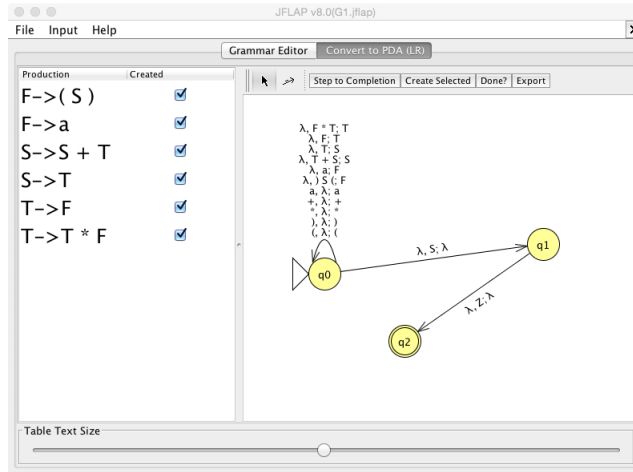 JFLAP v8.0(G1.jflap)
File Input Help
Grammar Editor Convert to PDA (LR)
Production Created
Step to Completion Create Selected Done? Export
F->( S )
F->a
S->S + T
S->T
T->F
T->T * F
λ, F * T; T
λ, F; T
λ, T; S
λ, T + S; S
λ, a; F
λ, ) S (; F
a, λ; a
+, λ; +
*, λ; *
), λ; )
(, λ; (
q0
λ, S; λ
q1
λ, Z; λ
q2
Table Text Size